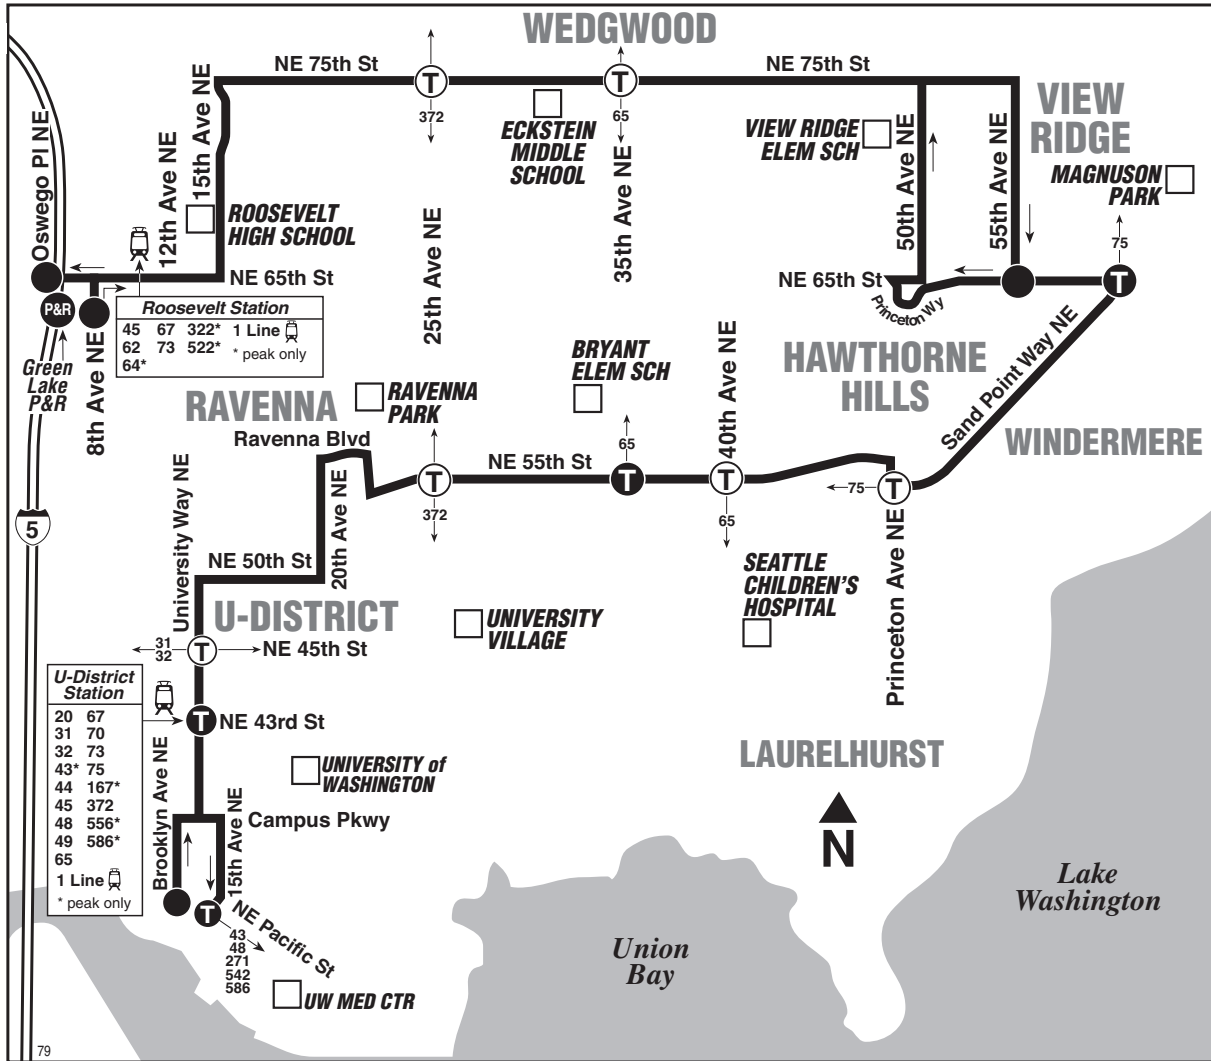 WEDGWOOD
NE 75th St
NE 75th St
T
T
372
65
ECKSTEIN
MIDDLE
SCHOOL
VIEW RIDGE
ELEM SCH
VIEW
RIDGE
MAGNUSON
PARK
Oswego Pl NE
12th Ave NE
15th Ave NE
ROOSEVELT
HIGH SCHOOL
25th Ave NE
35th Ave NE
50th Ave NE
55th Ave NE
75
T
NE 65th St
NE 65th St
Princeton Wy
P&R
Green
Lake
P&R
8th Ave NE
Roosevelt Station
45 67 322* 1 Line
62 73 522* * peak only
64*
RAVENNA
RAVENNA
PARK
BRYANT
ELEM SCH
40th Ave NE
HAWTHORNE
HILLS
Sand Point Way NE
WINDERMERE
Ravenna Blvd
65
NE 55th St
T
T
T
75
T
372
65
5
University Way NE
20th Ave NE
NE 50th St
Princeton Ave NE
SEATTLE
CHILDREN'S
HOSPITAL
U-DISTRICT
UNIVERSITY
VILLAGE
31
32
T
NE 45th St
U-District
Station
20 67
31 70
32 73
43* 75
44 167*
45 372
48 556*
49 586*
65
1 Line
* peak only
T
NE 43rd St
UNIVERSITY of
WASHINGTON
LAURELHURST
Brooklyn Ave NE
15th Ave NE
Campus Pkwy
N
T
NE Pacific St
43
48
271
542
586
UW MED CTR
Union
Bay
Lake
Washington
79